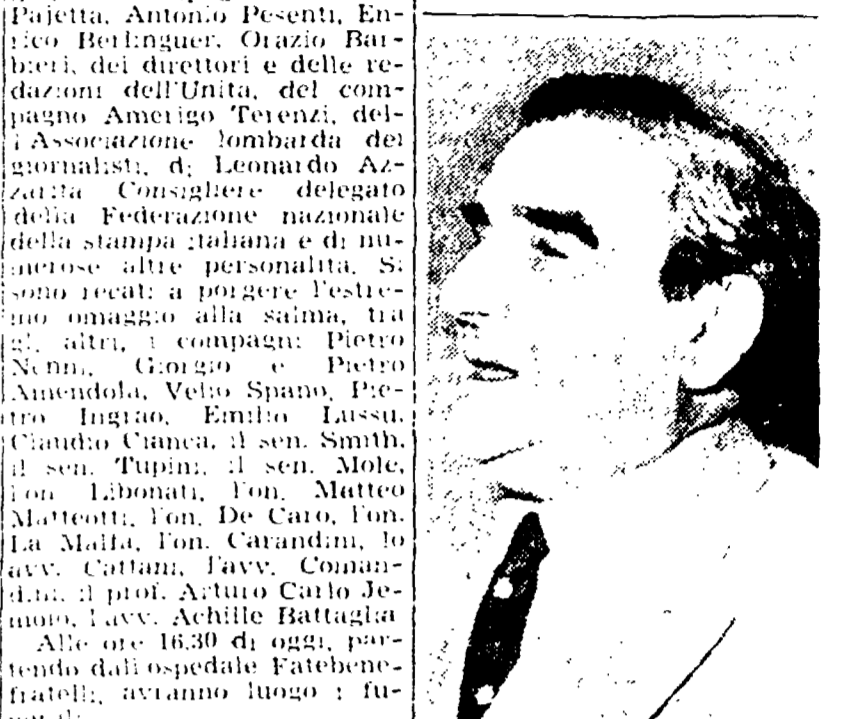 Pajetta, Antonio Pesenti, En-
rico Berlinguer, Orazio Bar-
bieri, dei direttori e delle re-
dazioni dell'Unita, del com-
pagno Amerigo Terenzi, del-
l'Associazione lombarda dei
giornalisti, di Leonardo Az-
zarita Consigliere delegato
della Federazione nazionale
della stampa italiana e di nu-
merose altre personalità. Si
sono recati a porgere l'estre-
mo omaggio alla salma, tra
gli altri, i compagni Pietro
Nenni, Giorgio e Pietro
Amendola, Velio Spano, Pie-
tro Ingrao, Emilio Lussu,
Claudio Cianca, il sen. Smith,
il sen. Tupini, il sen. Mole,
l'on Libonati, l'on. Matteo
Matteotti, l'on. De Caro, l'on.
La Malfa, l'on. Carandini, lo
avv. Cattani, l'avv. Coman-
dini, il prof. Arturo Carlo Je-
molo, l'avv. Achille Battaglia
Alle ore 16,30 di oggi, par-
tendo dall'ospedale Fatebene-
fratelli, avranno luogo i fu-